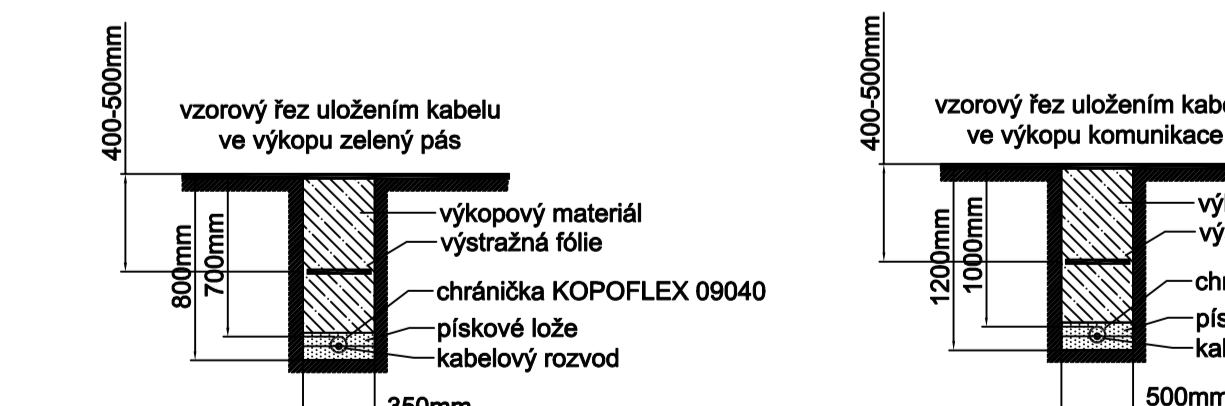 400-500mm
vzorový řez uložením kabelu
ve výkopu zelený pás
800mm
700mm
výkopový materiál
výstražná fólie
chránička KOPOFLEX 09040
pískové lože
kabelový rozvod
350mm
400-500mm
vzorový řez uložením
ve výkopu komunikace
1200mm
1000mm
500mm